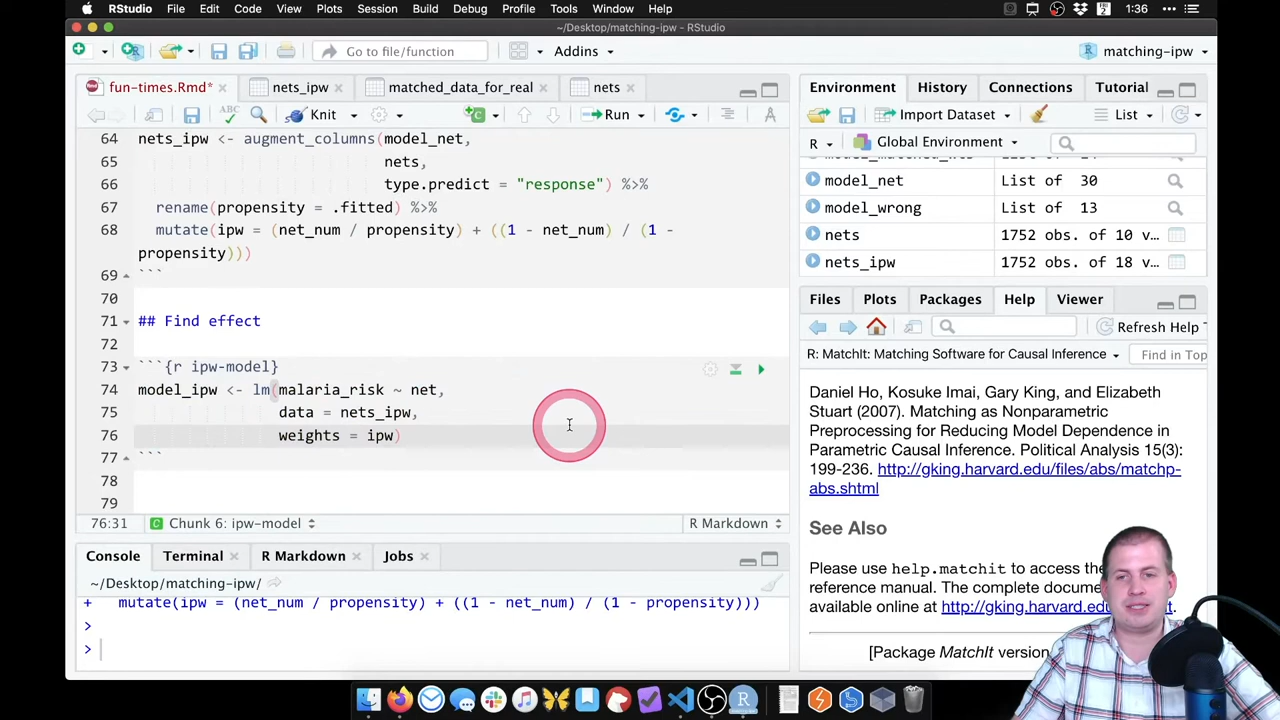 RStudio File Edit Code View Plots Session Build Debug Profile Tools Window Help 1:36
~/Desktop/matching-ipw - RStudio
Go to file/function Addins matching-ipw
fun-times.Rmd* nets_ipw matched_data_for_real nets
Knit Run
64 nets_ipw <- augment_columns(model_net,
65 nets,
66 type.predict = "response") %>%
67 rename(propensity = .fitted) %>%
68 mutate(ipw = (net_num / propensity) + ((1 - net_num) / (1 -
propensity)))
69 ```
70
71 ## Find effect
72
73 ```{r ipw-model}
74 model_ipw <- lm(malaria_risk ~ net,
75 data = nets_ipw,
76 weights = ipw)
77 ```
78
79
76:31 Chunk 6: ipw-model R Markdown
Console Terminal R Markdown Jobs
~/Desktop/matching-ipw/
+ mutate(ipw = (net_num / propensity) + ((1 - net_num) / (1 - propensity)))
>
>
Environment History Connections Tutorial
Import Dataset List
R Global Environment
model_net List of 30
model_wrong List of 13
nets 1752 obs. of 10 v…
nets_ipw 1752 obs. of 18 v…
Files Plots Packages Help Viewer
Refresh Help
R: MatchIt: Matching Software for Causal Inference Find in Top
Daniel Ho, Kosuke Imai, Gary King, and Elizabeth
Stuart (2007). Matching as Nonparametric
Preprocessing for Reducing Model Dependence in
Parametric Causal Inference. Political Analysis 15(3):
199-236. http://gking.harvard.edu/files/abs/matchp-
abs.shtml
See Also
Please use help.matchit to access the
reference manual. The complete
available online at http://gking.harvard.edu
[Package MatchIt version